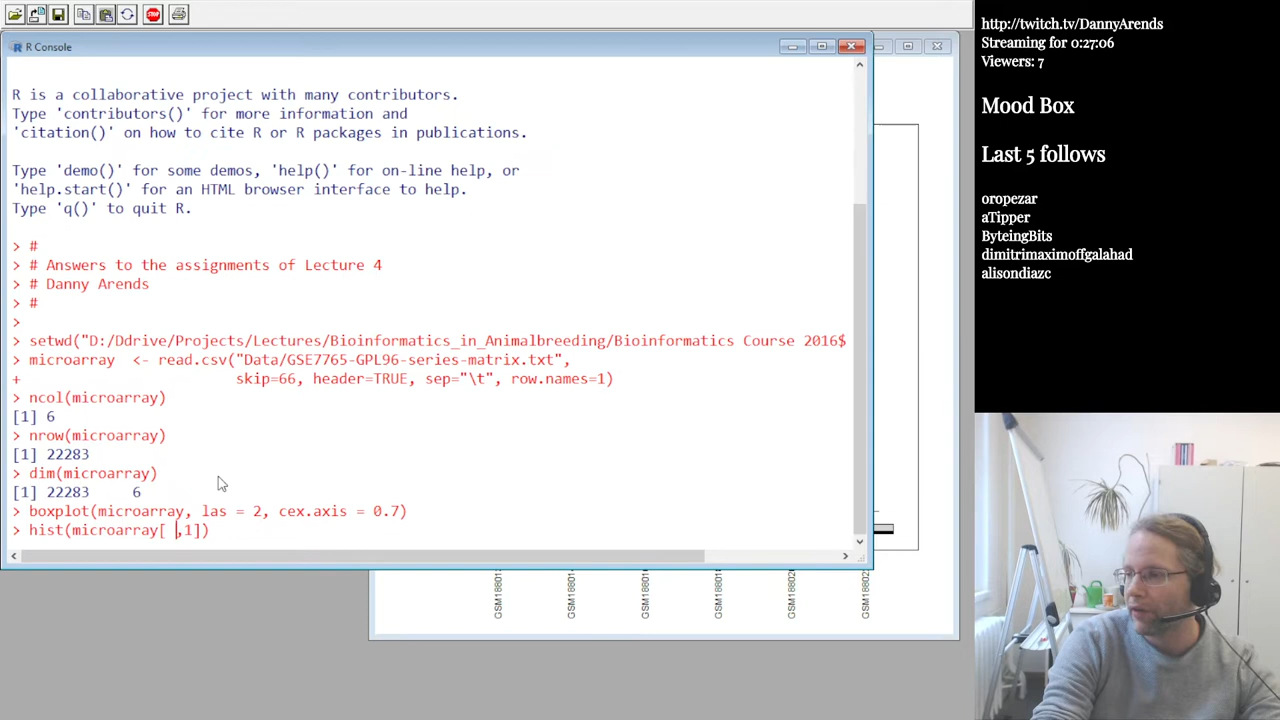 R Console
R is a collaborative project with many contributors.
Type 'contributors()' for more information and
'citation()' on how to cite R or R packages in publications.
Type 'demo()' for some demos, 'help()' for on-line help, or
'help.start()' for an HTML browser interface to help.
Type 'q()' to quit R.
> #
> # Answers to the assignments of Lecture 4
> # Danny Arends
> #
>
> setwd("D:/Ddrive/Projects/Lectures/Bioinformatics_in_Animalbreeding/Bioinformatics Course 2016$
> microarray <- read.csv("Data/GSE7765-GPL96-series-matrix.txt",
+ skip=66, header=TRUE, sep="\t", row.names=1)
> ncol(microarray)
[1] 6
> nrow(microarray)
[1] 22283
> dim(microarray)
[1] 22283 6
> boxplot(microarray, las = 2, cex.axis = 0.7)
> hist(microarray[ ,1])
http://twitch.tv/DannyArends
Streaming for 0:27:06
Viewers: 7
Mood Box
Last 5 follows
oropezar
aTipper
ByteingBits
dimitrimaximoffgalahad
alisondiazc
STOP